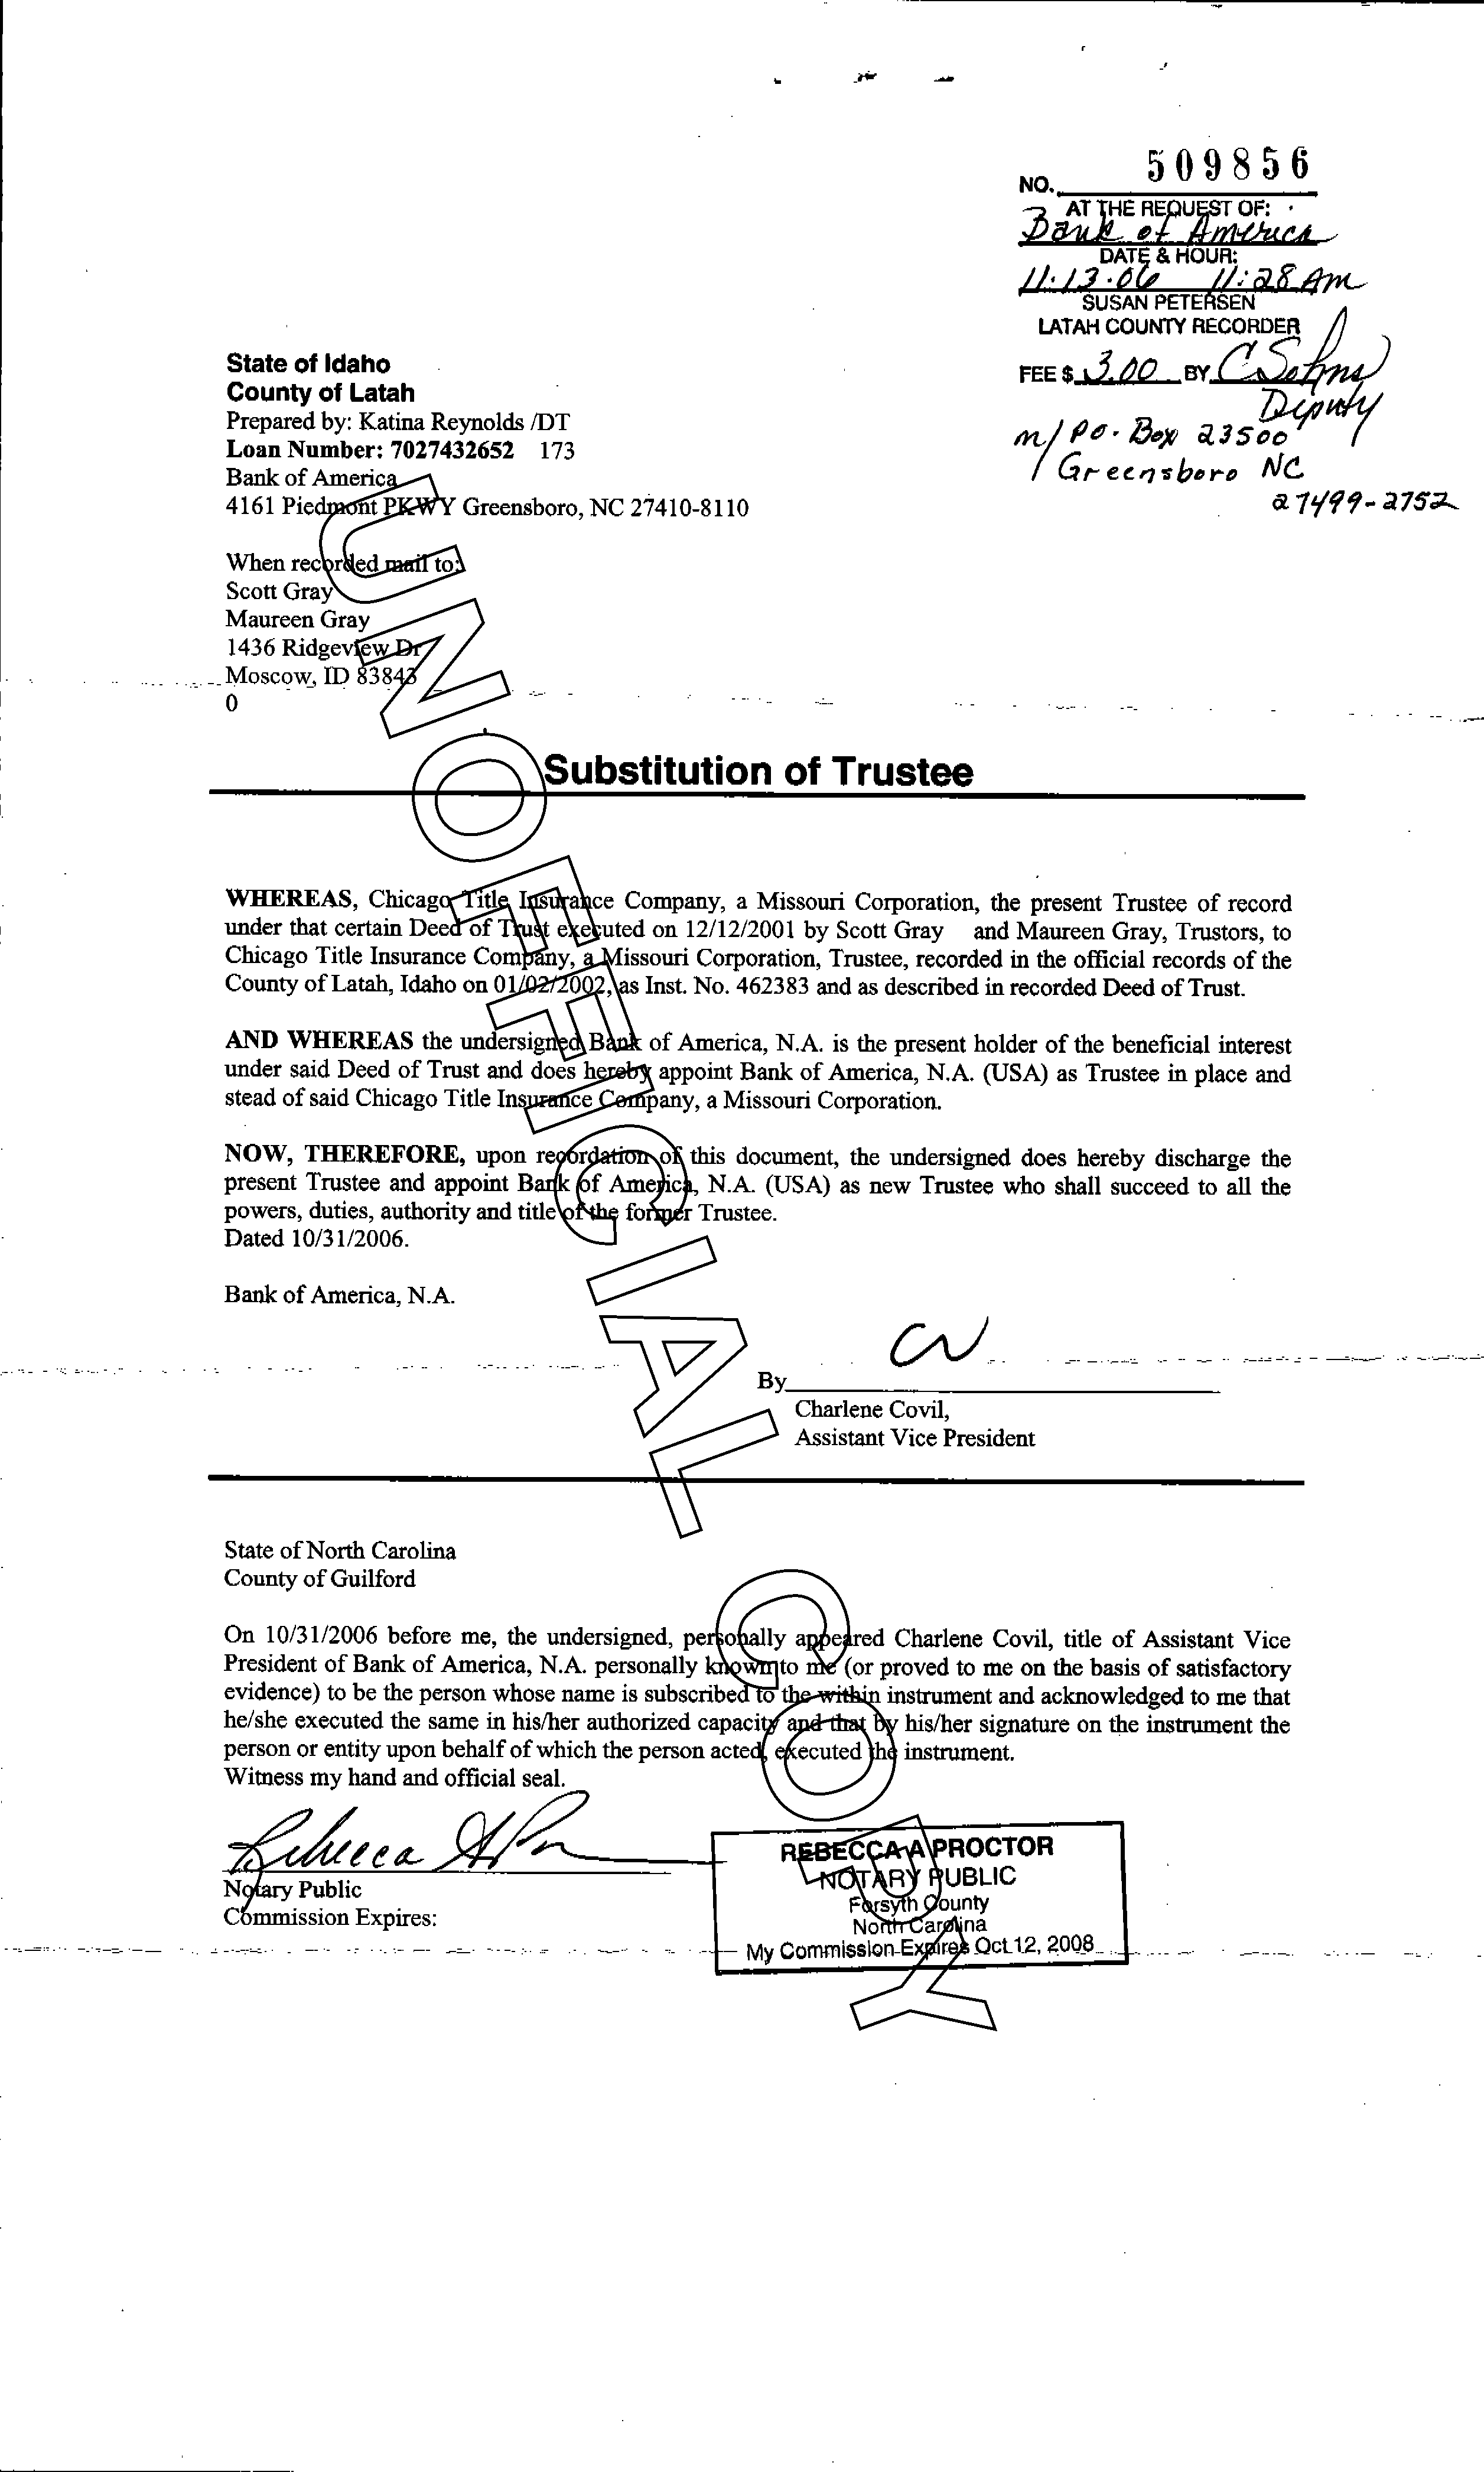 NO. 509856
AT THE REQUEST OF:
Bank of America
DATE & HOUR:
11.13.06 11:28 Am
SUSAN PETERSEN
LATAH COUNTY RECORDER
FEE $ 3.00 BY
Deputy
m/ PO. Box 23500
Greensboro NC
27499-2752
State of Idaho
County of Latah
Prepared by: Katina Reynolds /DT
Loan Number: 7027432652 173
Bank of America
4161 Piedmont PKWY Greensboro, NC 27410-8110
When recorded mail to:
Scott Gray
Maureen Gray
1436 Ridgeview Dr
Moscow, ID 83843
0
Substitution of Trustee
WHEREAS, Chicago Title Insurance Company, a Missouri Corporation, the present Trustee of record
under that certain Deed of Trust executed on 12/12/2001 by Scott Gray and Maureen Gray, Trustors, to
Chicago Title Insurance Company, a Missouri Corporation, Trustee, recorded in the official records of the
County of Latah, Idaho on 01/02/2002, as Inst. No. 462383 and as described in recorded Deed of Trust.
AND WHEREAS the undersigned Bank of America, N.A. is the present holder of the beneficial interest
under said Deed of Trust and does hereby appoint Bank of America, N.A. (USA) as Trustee in place and
stead of said Chicago Title Insurance Company, a Missouri Corporation.
NOW, THEREFORE, upon recordation of this document, the undersigned does hereby discharge the
present Trustee and appoint Bank of America, N.A. (USA) as new Trustee who shall succeed to all the
powers, duties, authority and title of the former Trustee.
Dated 10/31/2006.
Bank of America, N.A.
By
Charlene Covil,
Assistant Vice President
State of North Carolina
County of Guilford
On 10/31/2006 before me, the undersigned, personally appeared Charlene Covil, title of Assistant Vice
President of Bank of America, N.A. personally known to me (or proved to me on the basis of satisfactory
evidence) to be the person whose name is subscribed to the within instrument and acknowledged to me that
he/she executed the same in his/her authorized capacity and that by his/her signature on the instrument the
person or entity upon behalf of which the person acted, executed the instrument.
Witness my hand and official seal.
Rebecca A
Notary Public
Commission Expires:
REBECCA A PROCTOR
NOTARY PUBLIC
Forsyth County
North Carolina
My Commission Expires Oct 12, 2008
UNOFFICIAL COPY